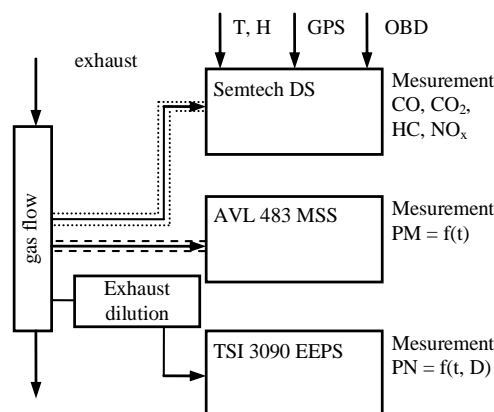 T, H
GPS
OBD
exhaust
Semtech DS
Mesurement
CO, CO₂,
HC, NOₓ
gas flow
AVL 483 MSS
Mesurement
PM = f(t)
Exhaust
dilution
TSI 3090 EEPS
Mesurement
PN = f(t, D)